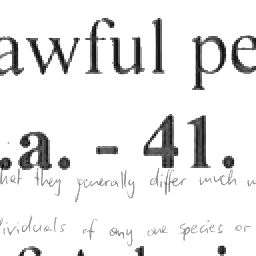 awful pe
.a. - 41.
hat they generally differ much
ividuals of any one species or